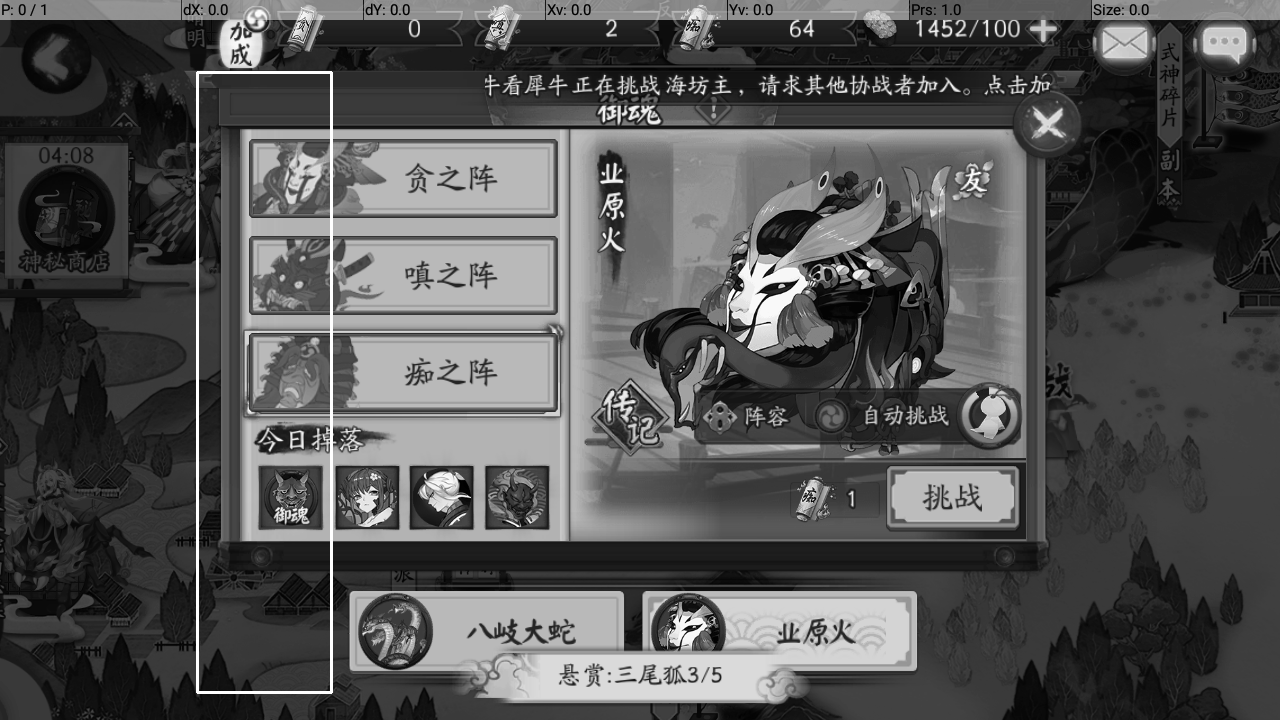 P: 0 / 1 dX: 0.0 dY: 0.0 Xv: 0.0 Yv: 0.0 Prs: 1.0 Size: 0.0
加成 0 2 64 1452/100
牛看犀牛正在挑战海坊主，请求其他协战者加入。点击加
式神碎片副本
御魂
04:08
神秘商店
贪之阵
嗔之阵
痴之阵
今日掉落
御魂
业原火
友
传记
阵容
自动挑战
痴 1
挑战
八岐大蛇
业原火
悬赏:三尾狐3/5